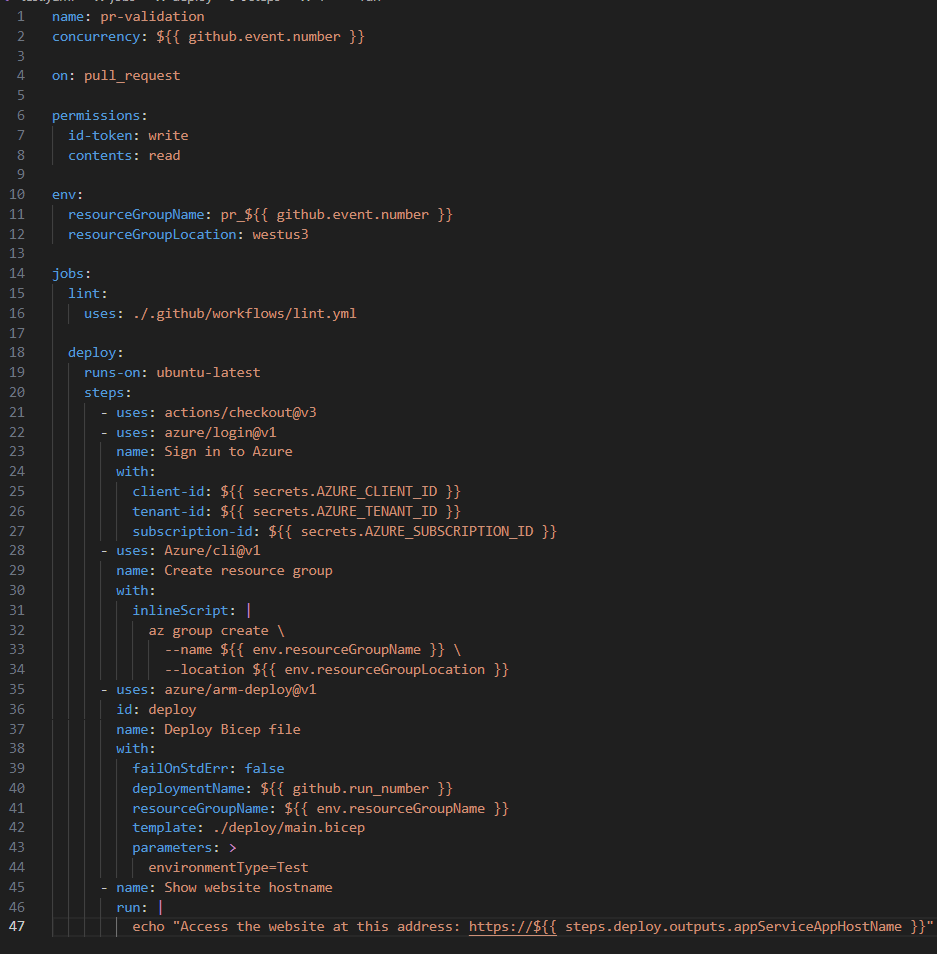 1 name: pr-validation
2 concurrency: ${{ github.event.number }}
3
4 on: pull_request
5
6 permissions:
7   id-token: write
8   contents: read
9
10 env:
11   resourceGroupName: pr_${{ github.event.number }}
12   resourceGroupLocation: westus3
13
14 jobs:
15   lint:
16     uses: ./.github/workflows/lint.yml
17
18   deploy:
19     runs-on: ubuntu-latest
20     steps:
21       - uses: actions/checkout@v3
22       - uses: azure/login@v1
23         name: Sign in to Azure
24         with:
25           client-id: ${{ secrets.AZURE_CLIENT_ID }}
26           tenant-id: ${{ secrets.AZURE_TENANT_ID }}
27           subscription-id: ${{ secrets.AZURE_SUBSCRIPTION_ID }}
28       - uses: Azure/cli@v1
29         name: Create resource group
30         with:
31           inlineScript: |
32             az group create \
33               --name ${{ env.resourceGroupName }} \
34               --location ${{ env.resourceGroupLocation }}
35       - uses: azure/arm-deploy@v1
36         id: deploy
37         name: Deploy Bicep file
38         with:
39           failOnStdErr: false
40           deploymentName: ${{ github.run_number }}
41           resourceGroupName: ${{ env.resourceGroupName }}
42           template: ./deploy/main.bicep
43           parameters: >
44             environmentType=Test
45       - name: Show website hostname
46         run: |
47           echo "Access the website at this address: https://${{ steps.deploy.outputs.appServiceAppHostName }}"